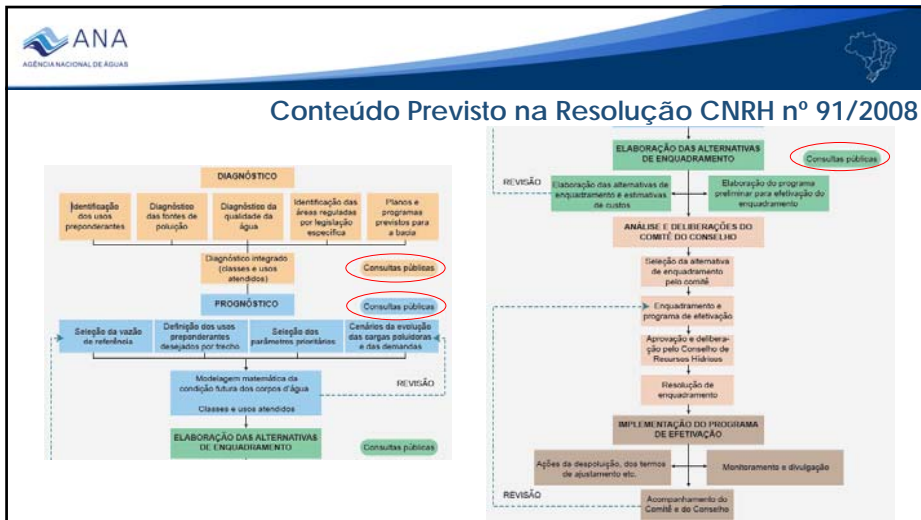 ANA
AGÊNCIA NACIONAL DE ÁGUAS
Conteúdo Previsto na Resolução CNRH nº 91/2008
DIAGNÓSTICO
Identificação
dos usos
preponderantes
Diagnóstico
das fontes de
poluição
Diagnóstico da
qualidade da
água
Identificação das
áreas reguladas
por legislação
específica
Planos e
programas
previstos para
a bacia
Diagnóstico integrado
(classes e usos
atendidos)
Consultas públicas
PROGNÓSTICO
Consultas públicas
Seleção da vazão
de referência
Definição dos usos
preponderantes
desejados por trecho
Seleção dos
parâmetros prioritários
Cenários da evolução
das cargas poluidoras
e das demandas
Modelagem matemática da
condição futura dos corpos d'água
Classes e usos atendidos
REVISÃO
ELABORAÇÃO DAS ALTERNATIVAS
DE ENQUADRAMENTO
Consultas públicas
ELABORAÇÃO DAS ALTERNATIVAS
DE ENQUADRAMENTO
Consultas públicas
REVISÃO
Elaboração das alternativas de
enquadramento e estimativas
de custos
Elaboração do programa
preliminar para efetivação do
enquadramento
ANÁLISE E DELIBERAÇÕES DO
COMITÊ DO CONSELHO
Seleção da alternativa
de enquadramento
pelo comitê
Enquadramento e
programa de efetivação
Aprovação e delibera-
ção pelo Conselho de
Recursos Hídricos
Resolução de
enquadramento
IMPLEMENTAÇÃO DO PROGRAMA
DE EFETIVAÇÃO
Ações da despoluição, dos termos
de ajustamento etc.
Monitoramento e divulgação
REVISÃO
Acompanhamento do
Comitê e do Conselho